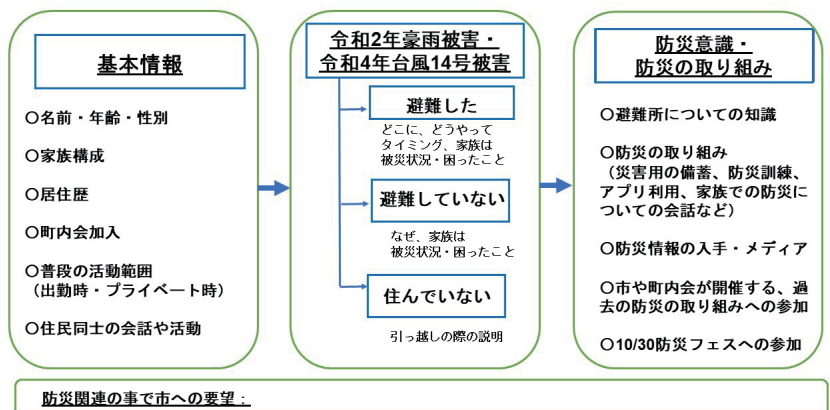 基本情報
〇名前・年齢・性別
〇家族構成
〇居住歴
〇町内会加入
〇普段の活動範囲
（出勤時・プライベート時）
〇住民同士の会話や活動
令和2年豪雨被害・
令和4年台風14号被害
避難した
どこに、どうやって
タイミング、家族は
被災状況・困ったこと
避難していない
なぜ、家族は
被災状況・困ったこと
住んでいない
引っ越しの際の説明
防災意識・
防災の取り組み
〇避難所についての知識
〇防災の取り組み
（災害用の備蓄、防災訓練、
アプリ利用、家族での防災に
ついての会話など）
〇防災情報の入手・メディア
〇市や町内会が開催する、過
去の防災の取り組みへの参加
〇10/30防災フェスへの参加
防災関連の事で市への要望：